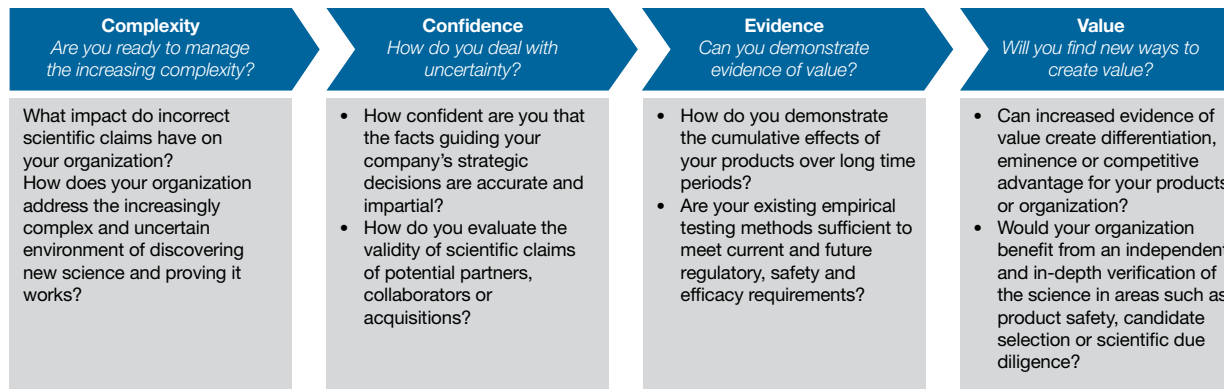 Complexity
Are you ready to manage
the increasing complexity?
What impact do incorrect
scientific claims have on
your organization?
How does your organization
address the increasingly
complex and uncertain
environment of discovering
new science and proving it
works?
Confidence
How do you deal with
uncertainty?
• How confident are you that
the facts guiding your
company's strategic
decisions are accurate and
impartial?
• How do you evaluate the
validity of scientific claims
of potential partners,
collaborators or
acquisitions?
Evidence
Can you demonstrate
evidence of value?
• How do you demonstrate
the cumulative effects of
your products over long time
periods?
• Are your existing empirical
testing methods sufficient to
meet current and future
regulatory, safety and
efficacy requirements?
Value
Will you find new ways to
create value?
• Can increased evidence of
value create differentiation,
eminence or competitive
advantage for your products
or organization?
• Would your organization
benefit from an independent
and in-depth verification of
the science in areas such as
product safety, candidate
selection or scientific due
diligence?